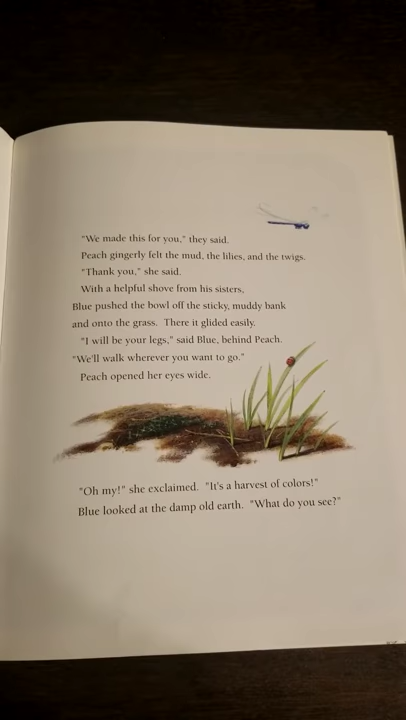 "We made this for you," they said.
Peach gingerly felt the mud, the lilies, and the twigs.
"Thank you," she said.
With a helpful shove from his sisters,
Blue pushed the bowl off the sticky, muddy bank
and onto the grass. There it glided easily.
"I will be your legs," said Blue, behind Peach.
"We'll walk wherever you want to go."
Peach opened her eyes wide.
"Oh my!" she exclaimed. "It's a harvest of colors!"
Blue looked at the damp old earth. "What do you see?"